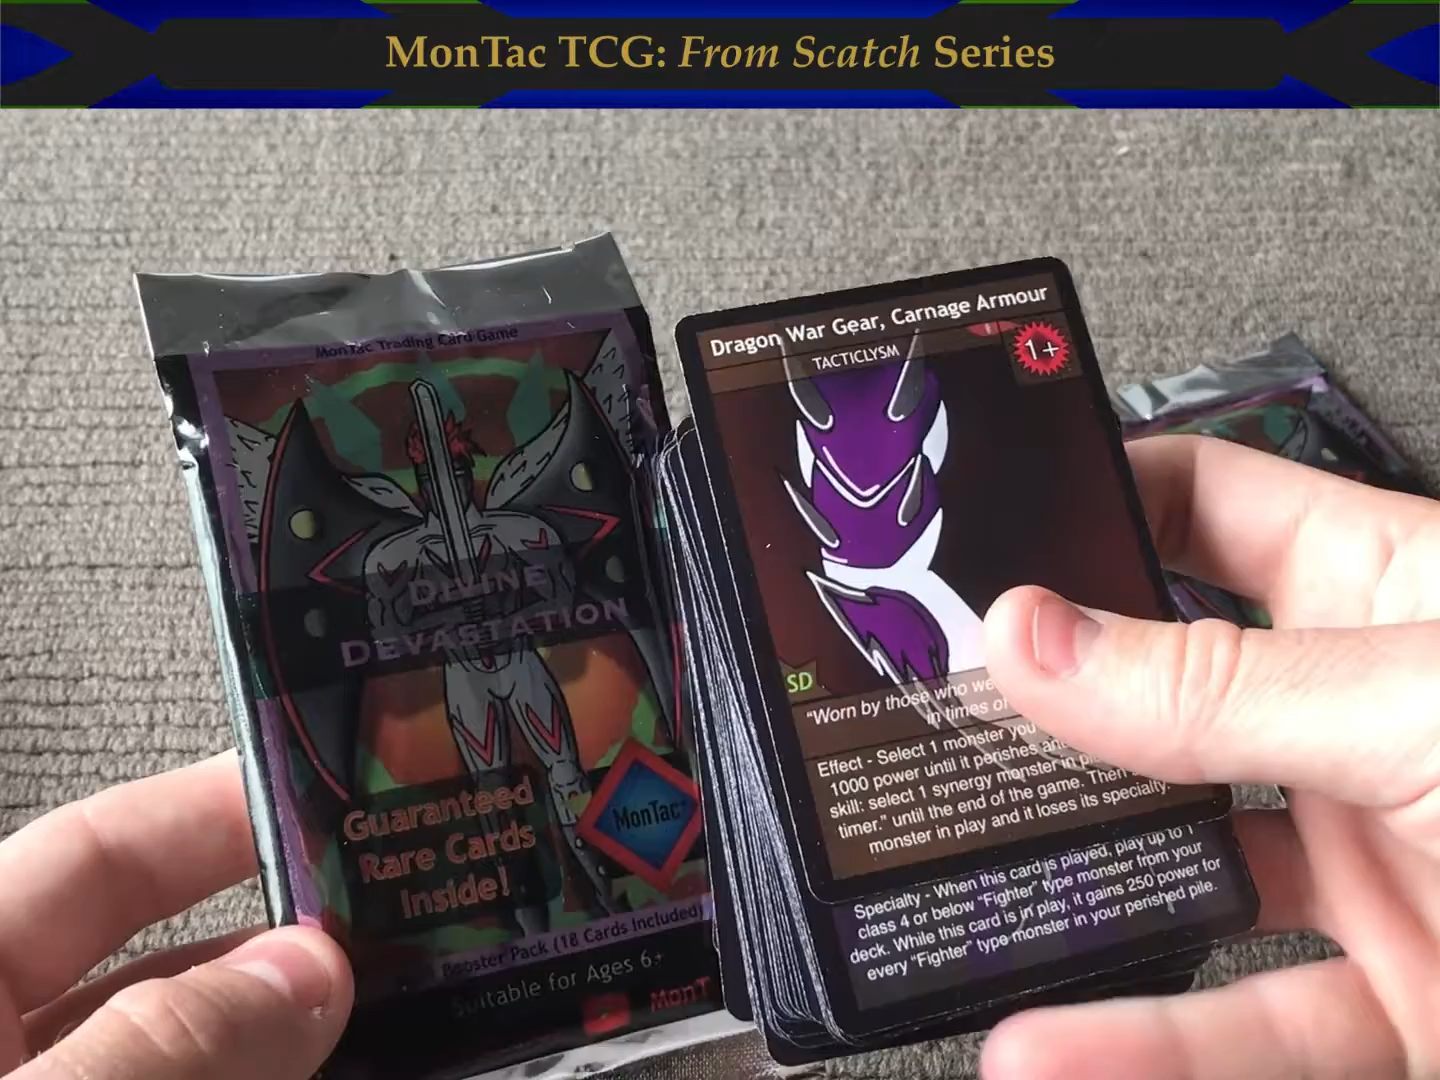 MonTac TCG: From Scatch Series
MonTac Trading Card Game
DIVINE
DEVASTATION
Guaranteed
Rare Cards
Inside!
MonTac
Booster Pack (18 Cards Included)
Suitable for Ages 6+
MonT
Dragon War Gear, Carnage Armour
TACTICLYSM
1+
SD
"Worn by those who we
in times of
Effect - Select 1 monster you
1000 power until it perishes and
skill: select 1 synergy monster in
timer." until the end of the game. Then
monster in play and it loses its specialty.
Specialty - When this card is played, play up to 1
class 4 or below "Fighter" type monster from your
deck. While this card is in play, it gains 250 power for
every "Fighter" type monster in your perished pile.